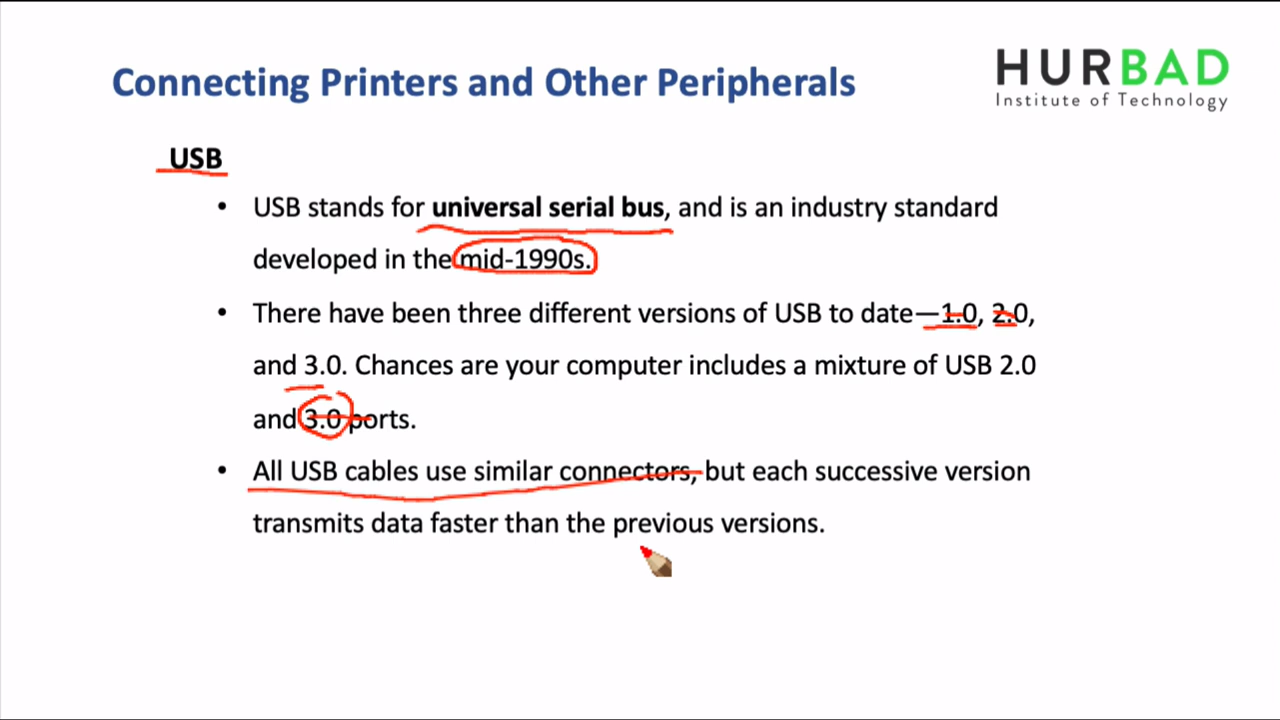 Connecting Printers and Other Peripherals
HURBAD
Institute of Technology
USB
• USB stands for universal serial bus, and is an industry standard
developed in the mid-1990s.
• There have been three different versions of USB to date—1.0, 2.0,
and 3.0. Chances are your computer includes a mixture of USB 2.0
and 3.0 ports.
• All USB cables use similar connectors, but each successive version
transmits data faster than the previous versions.